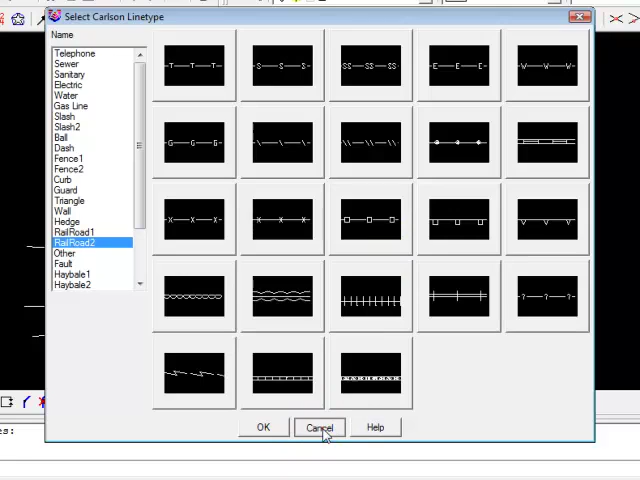 Select Carlson Linetype
Name
Telephone
Sewer
Sanitary
Electric
Water
Gas Line
Slash
Slash2
Ball
Dash
Fence1
Fence2
Curb
Guard
Triangle
Wall
Hedge
RailRoad1
RailRoad2
Other
Fault
Haybale1
Haybale2
T T T
S S S
SS SS SS
E E E
W W W
G G G
\ \ \
\\ \\ \\
X X X
? ? ?
OK
Cancel
Help
es: